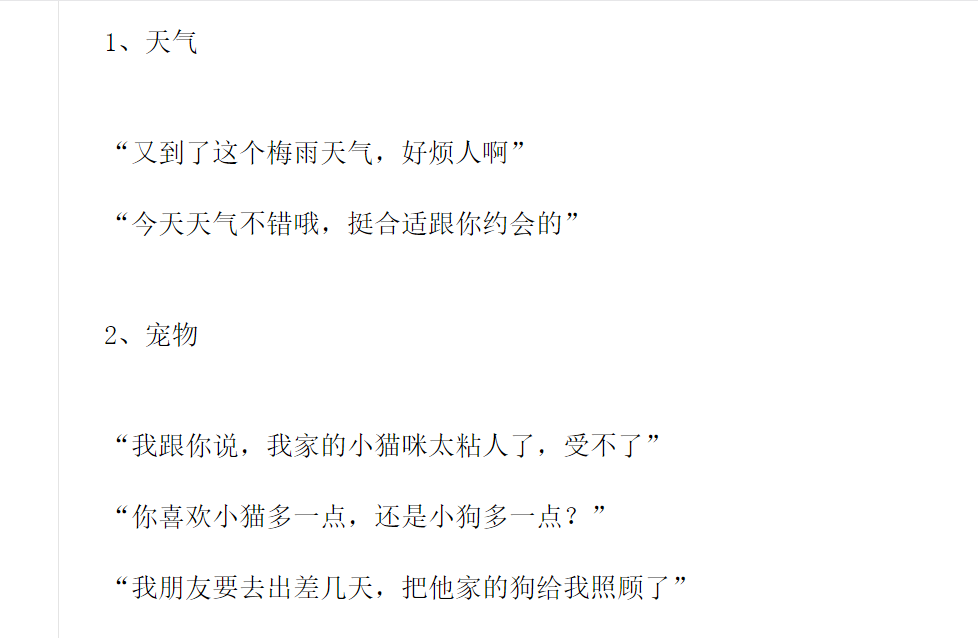 1、天气
“又到了这个梅雨天气，好烦人啊”
“今天天气不错哦，挺合适跟你约会的”
2、宠物
“我跟你说，我家的小猫咪太粘人了，受不了”
“你喜欢小猫多一点，还是小狗多一点？”
“我朋友要去出差几天，把他家的狗给我照顾了”